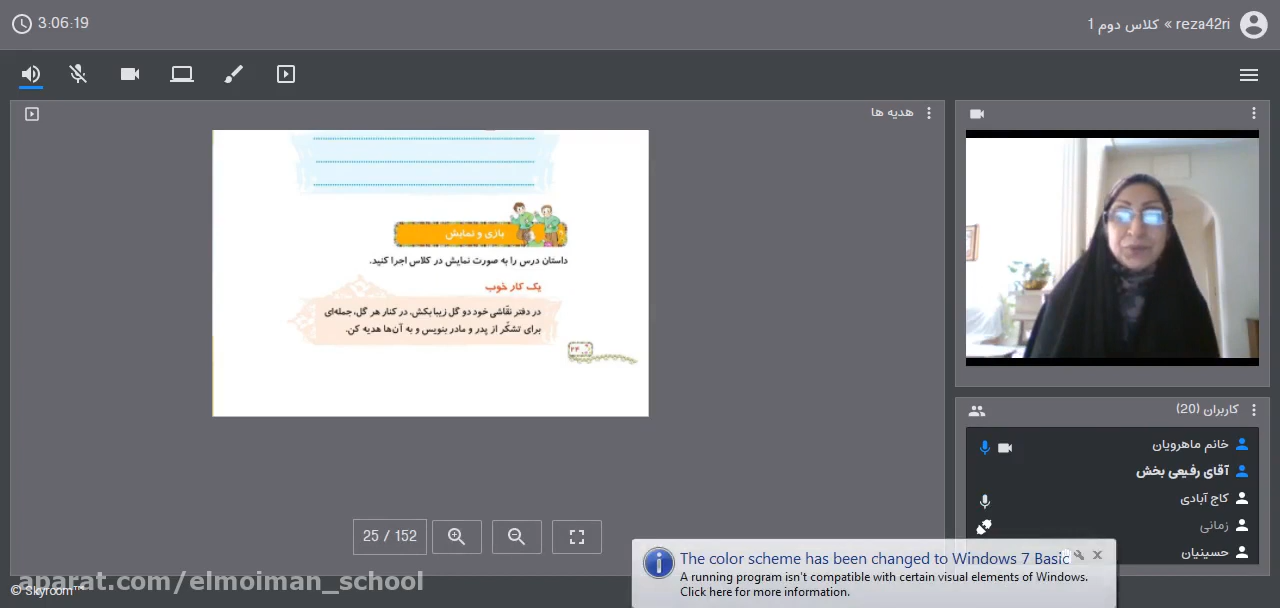 3:06:19
reza42ri » کلاس دوم 1
هدیه ها
بازی و نمایش
داستان درس را به صورت نمایش در کلاس اجرا کنید.
یک کار خوب
در دفتر نقّاشی خود دو گل زیبا بکش. در کنار هر گل، جمله‌ای
برای تشکّر از پدر و مادر بنویس و به آن‌ها هدیه کن.
25 / 152
کاربران (20)
خانم ماهرویان
آقای رفیعی بخش
کاج آبادی
زمانی
حسینیان
The color scheme has been changed to Windows 7 Basic
A running program isn't compatible with certain visual elements of Windows.
Click here for more information.
aparat.com/elmoiman_school
© Skyroom™